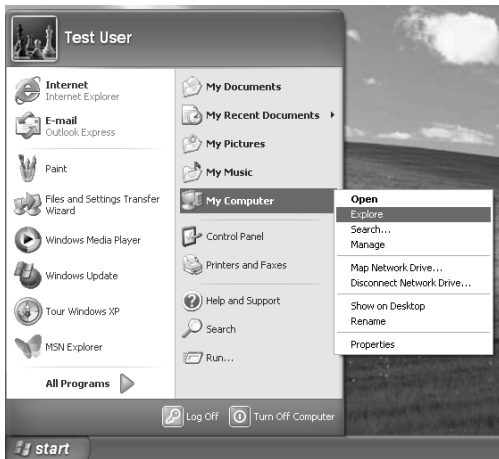 Test User
Internet
Internet Explorer
E-mail
Outlook Express
Paint
Files and Settings Transfer
Wizard
Windows Media Player
Windows Update
Tour Windows XP
MSN Explorer
All Programs
My Documents
My Recent Documents
My Pictures
My Music
My Computer
Control Panel
Printers and Faxes
Help and Support
Search
Run...
Open
Explore
Search...
Manage
Map Network Drive...
Disconnect Network Drive...
Show on Desktop
Rename
Properties
Log Off
Turn Off Computer
start